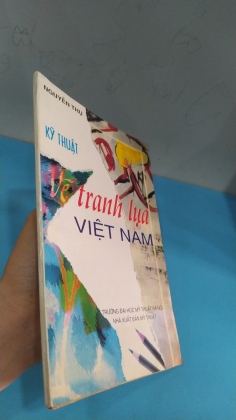 NGUYỄN THỤ
KỸ THUẬT
Vẽ
tranh lụa
VIỆT NAM
TRƯỜNG ĐẠI HỌC MỸ THUẬT HÀ NỘI
NHÀ XUẤT BẢN MỸ THUẬT